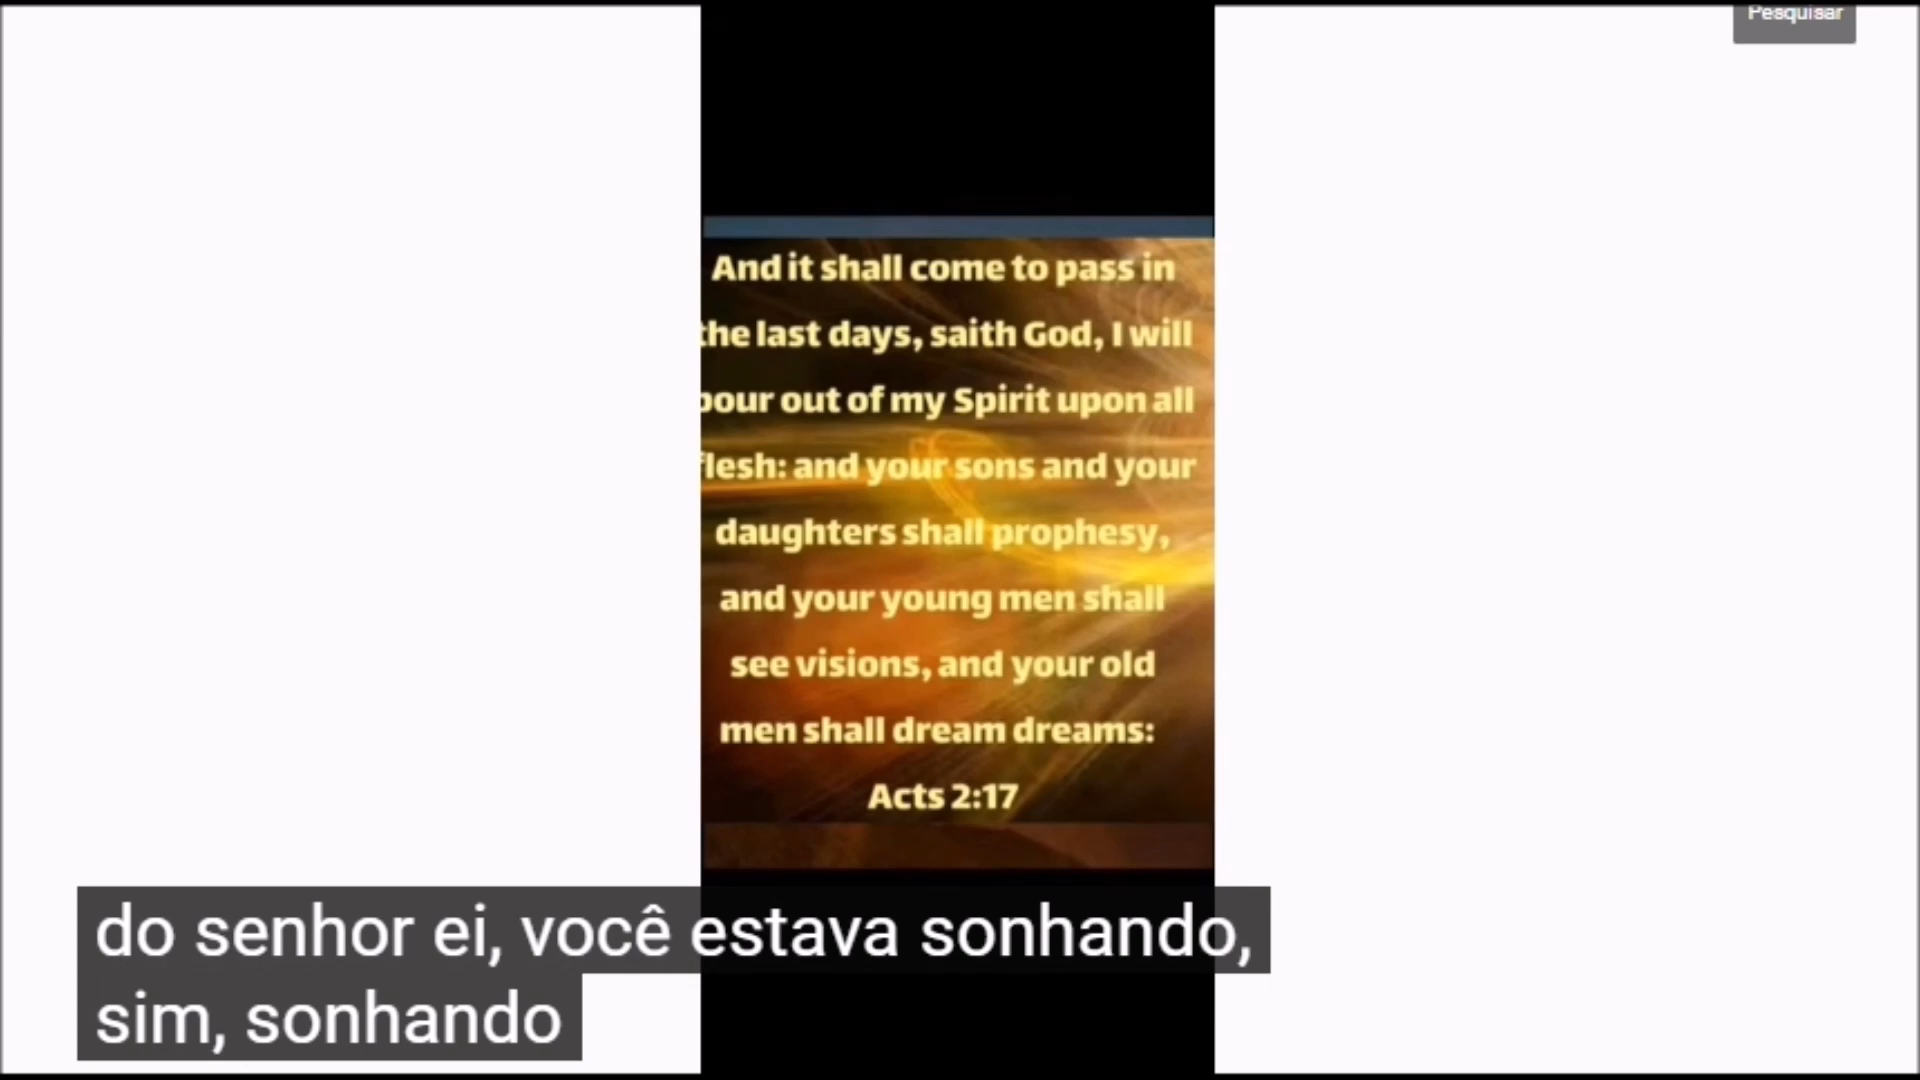 Pesquisar
And it shall come to pass in
the last days, saith God, I will
pour out of my Spirit upon all
flesh: and your sons and your
daughters shall prophesy,
and your young men shall
see visions, and your old
men shall dream dreams:
Acts 2:17
do senhor ei, você estava sonhando,
sim, sonhando